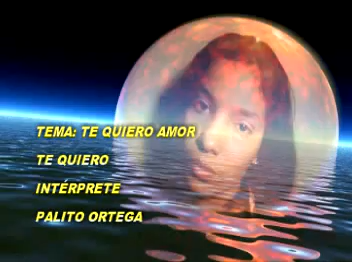 TEMA: TE QUIERO AMOR
TE QUIERO
INTÉRPRETE
PALITO ORTEGA